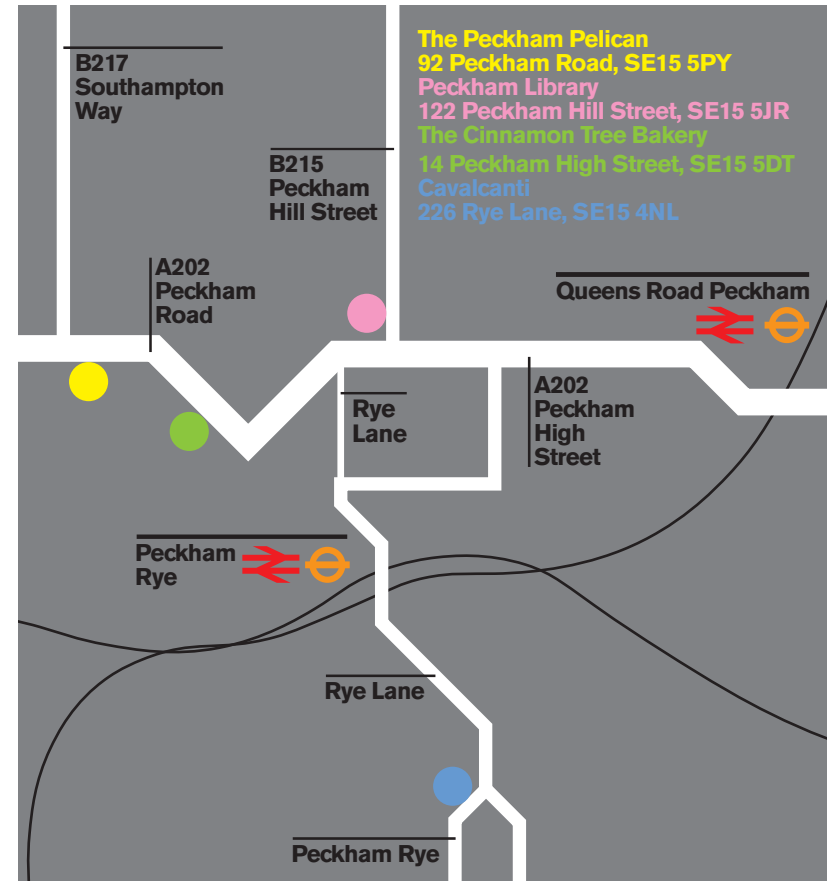 The Peckham Pelican
92 Peckham Road, SE15 5PY
Peckham Library
122 Peckham Hill Street, SE15 5JR
The Cinnamon Tree Bakery
14 Peckham High Street, SE15 5DT
Cavalcanti
226 Rye Lane, SE15 4NL
B217
Southampton
Way
B215
Peckham
Hill Street
A202
Peckham
Road
Queens Road Peckham
Rye
Lane
A202
Peckham
High
Street
Peckham
Rye
Rye Lane
Peckham Rye